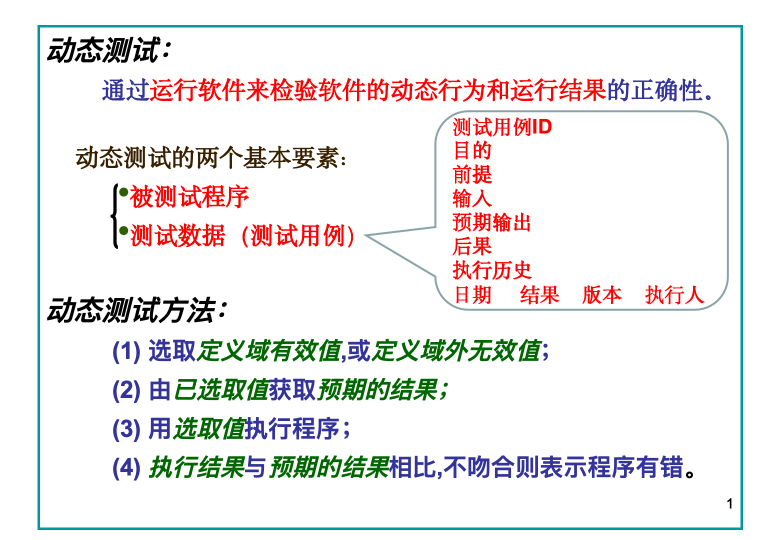 动态测试：
通过运行软件来检验软件的动态行为和运行结果的正确性．
动态测试的两个基本要素：
•被测试程序
•测试数据（测试用例）
测试用例ID
目的
前提
输入
预期输出
后果
执行历史
日期 结果 版本 执行人
动态测试方法：
(1) 选取定义域有效值,或定义域外无效值；
(2) 由已选取值获取预期的结果；
(3) 用选取值执行程序；
(4) 执行结果与预期的结果相比,不吻合则表示程序有错。
1